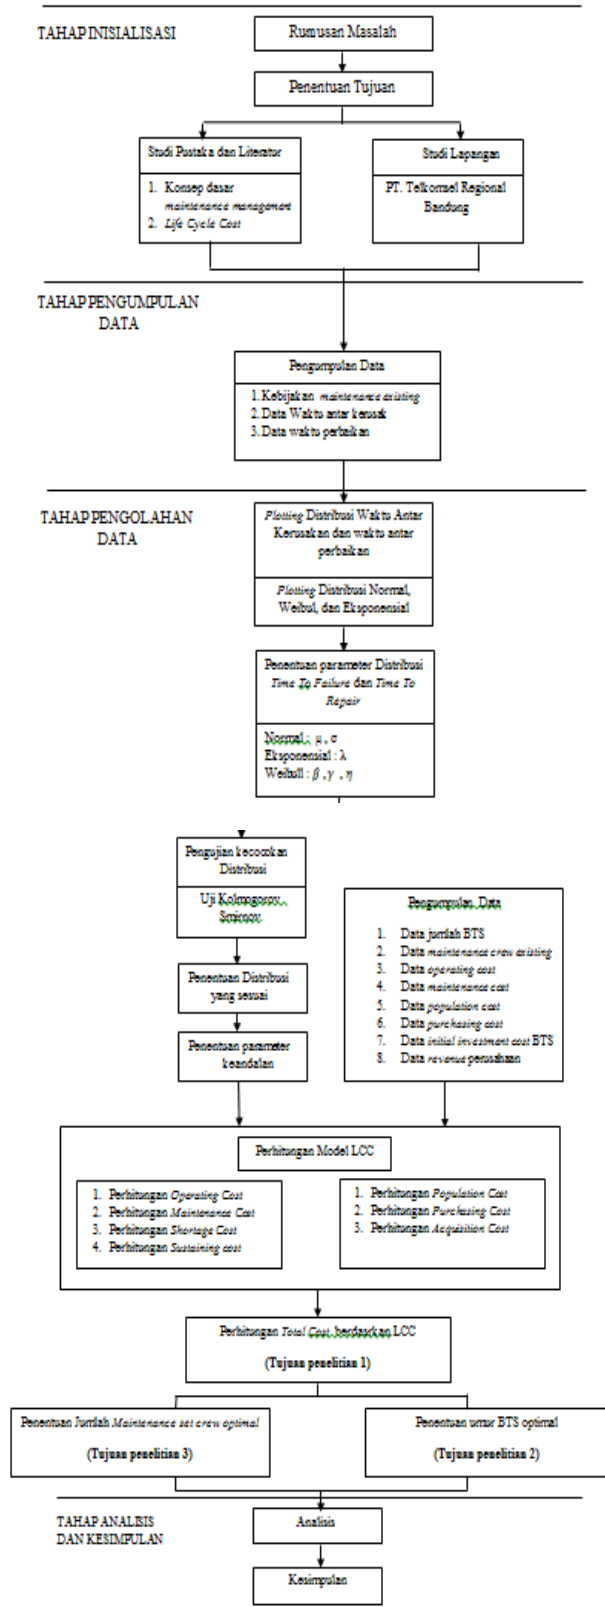 TAHAP INISIALISASI
Rumusan Masalah
Penentuan Tujuan
Studi Pustaka dan Literatur
1. Konsep dasar
maintenance management
2. Life Cycle Cost
Studi Lapangan
PT. Telkomsel Regional
Bandung
TAHAP PENGUMPULAN
DATA
Pengumpulan Data
1. Kebijakan maintenance existing
2. Data Waktu antar kerusak
3. Data waktu perbaikan
TAHAP PENGOLAHAN
DATA
Plotting Distribusi Waktu Antar
Kerusakan dan waktu antar
perbaikan
Plotting Distribusi Normal,
Weibul, dan Eksponensial
Penentuan parameter Distribusi
Time To Failure dan Time To
Repair
Normal : μ , σ
Eksponensial : λ
Weibull : β , γ , η
Pengujian kecocokan
Distribusi
Uji Kolmogorov
Smirnov
Penentuan Distribusi
yang sesuai
Penentuan parameter
keandalan
Pengumpulan Data
1. Data jumlah BTS
2. Data maintenance crew existing
3. Data operating cost
4. Data maintenance cost
5. Data population cost
6. Data purchasing cost
7. Data initial investment cost BTS
8. Data revenue perusahaan
Perhitungan Model LCC
1. Perhitungan Operating Cost
2. Perhitungan Maintenance Cost
3. Perhitungan Shortage Cost
4. Perhitungan Sustaining cost
1. Perhitungan Population Cost
2. Perhitungan Purchasing Cost
3. Perhitungan Acquisition Cost
Perhitungan Total Cost berdasrkan LCC
(Tujuan penelitian 1)
Penentuan Jumlah Maintenance set crew optimal
(Tujuan penelitian 3)
Penentuan umur BTS optimal
(Tujuan penelitian 2)
TAHAP ANALISIS
DAN KESIMPULAN
Analisis
Kesimpulan